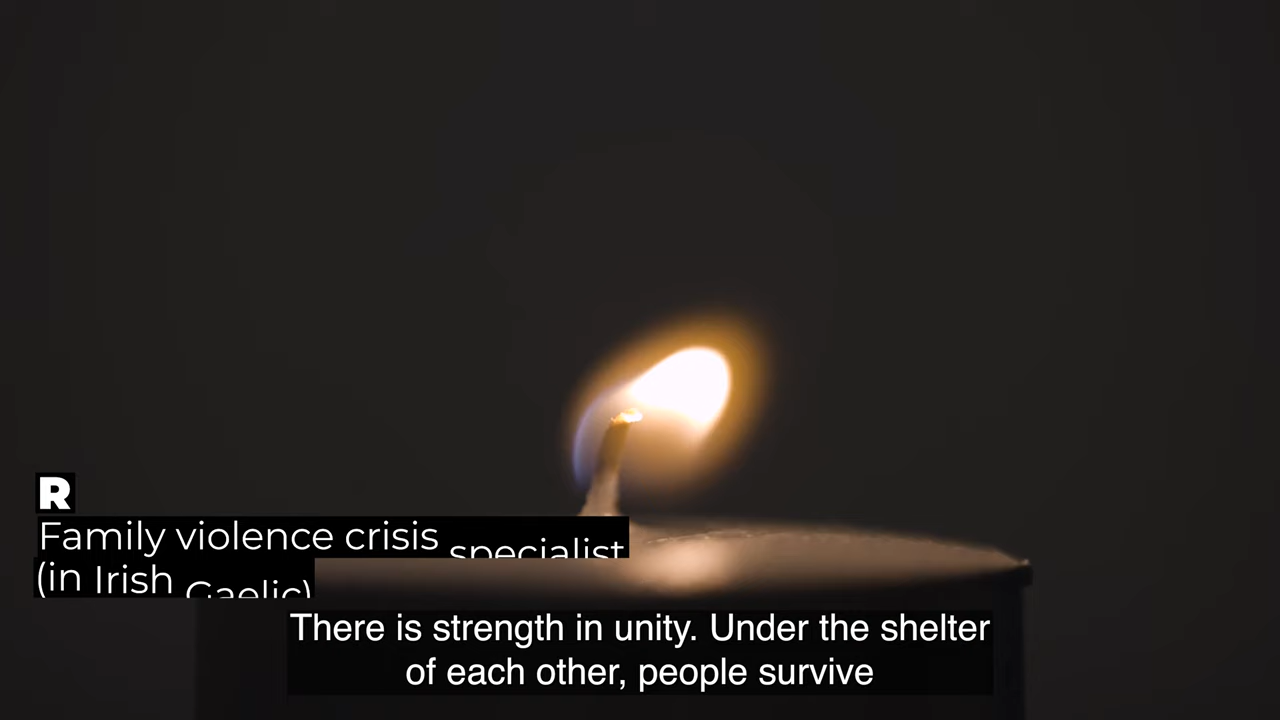 R
Family violence crisis specialist
(in Irish Gaelic)
There is strength in unity. Under the shelter
of each other, people survive